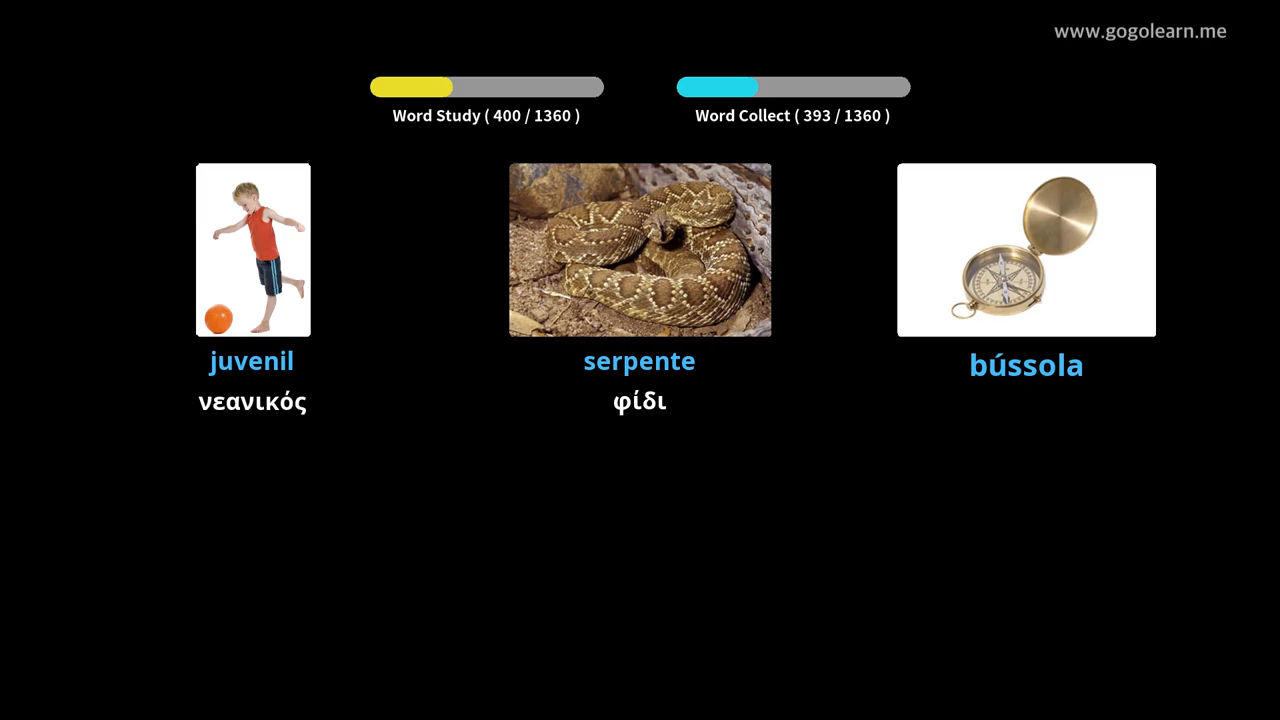 www.gogolearn.me
Word Study ( 400 / 1360 )
Word Collect ( 393 / 1360 )
juvenil
νεανικός
serpente
φίδι
bússola